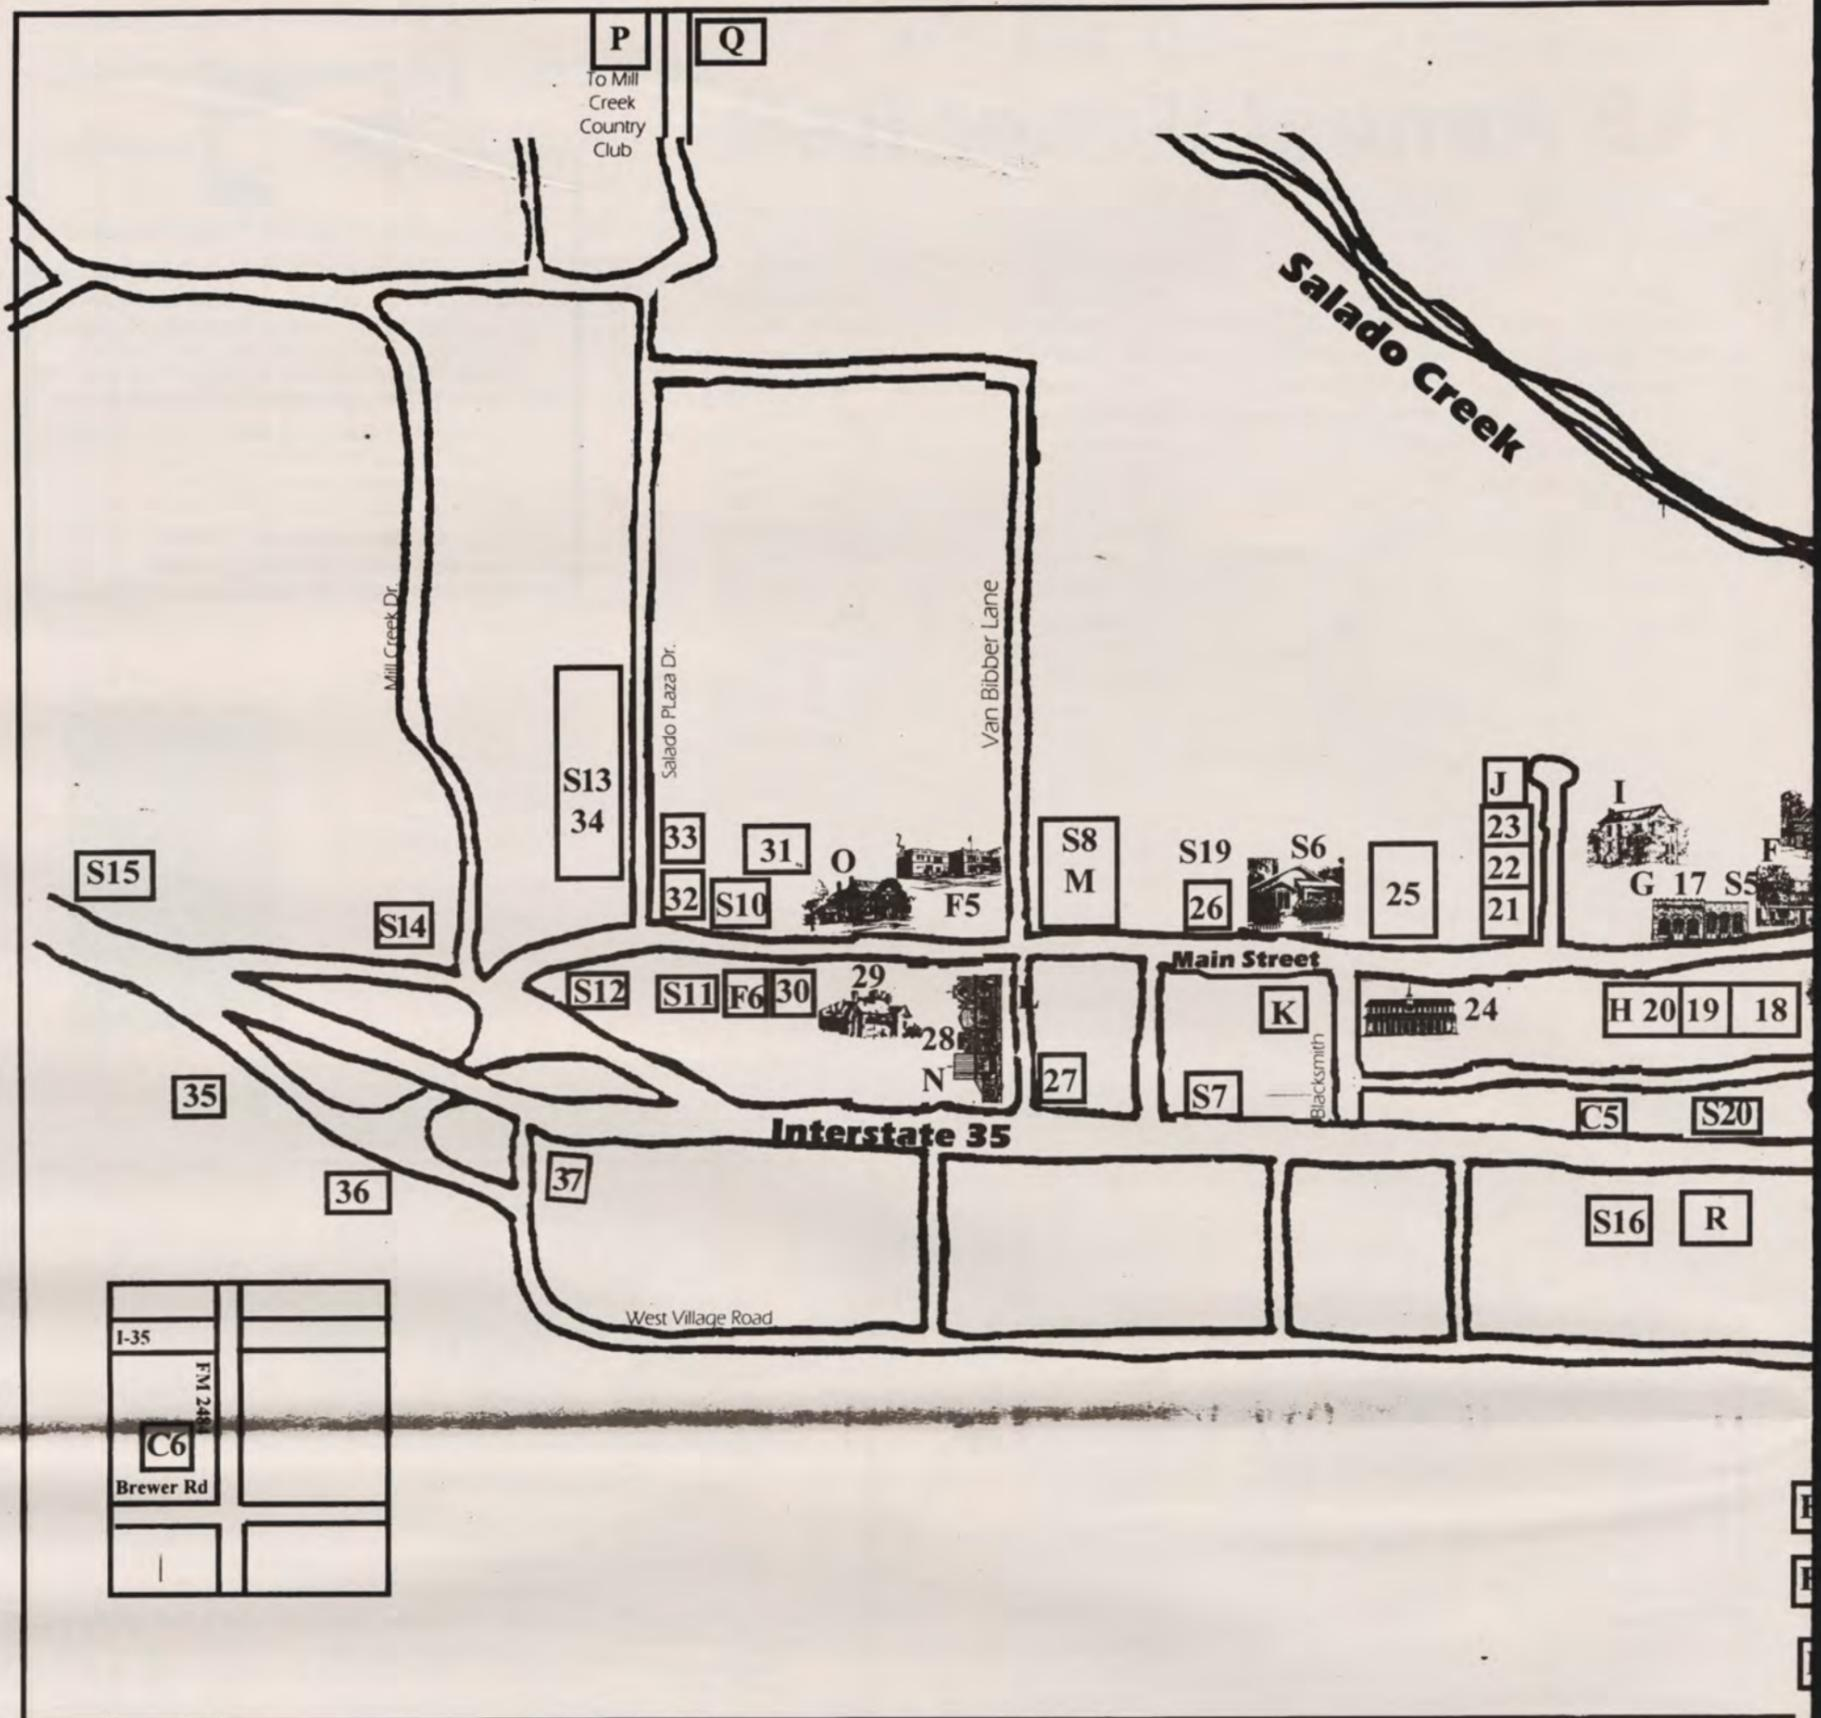 P
Q
To Mill
Creek
Country
Club
Salado Creek
Mill Creek Dr.
Salado PLaza Dr.
Van Bibber Lane
S13
34
33
32
31
S10
O
F5
S8
M
S19
26
S6
25
J
23
22
21
I
G 17 S5
F
S15
S14
Main Street
S12
S11
F6
30
29
28
N
L
27
K
S7
Blacksmith
24
H 20
19
18
C5
S20
35
36
37
Interstate 35
S16
R
West Village Road
I-35
FM 2484
C6
Brewer Rd